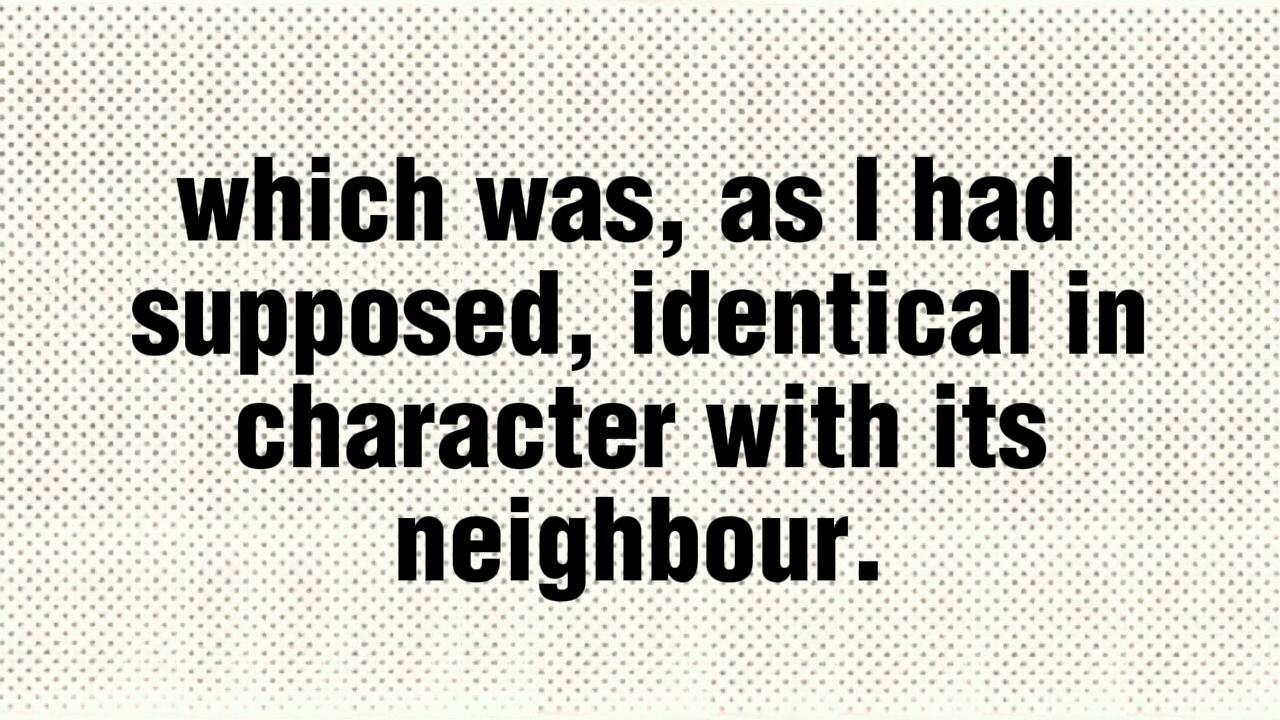 which was, as I had
supposed, identical in
character with its
neighbour.